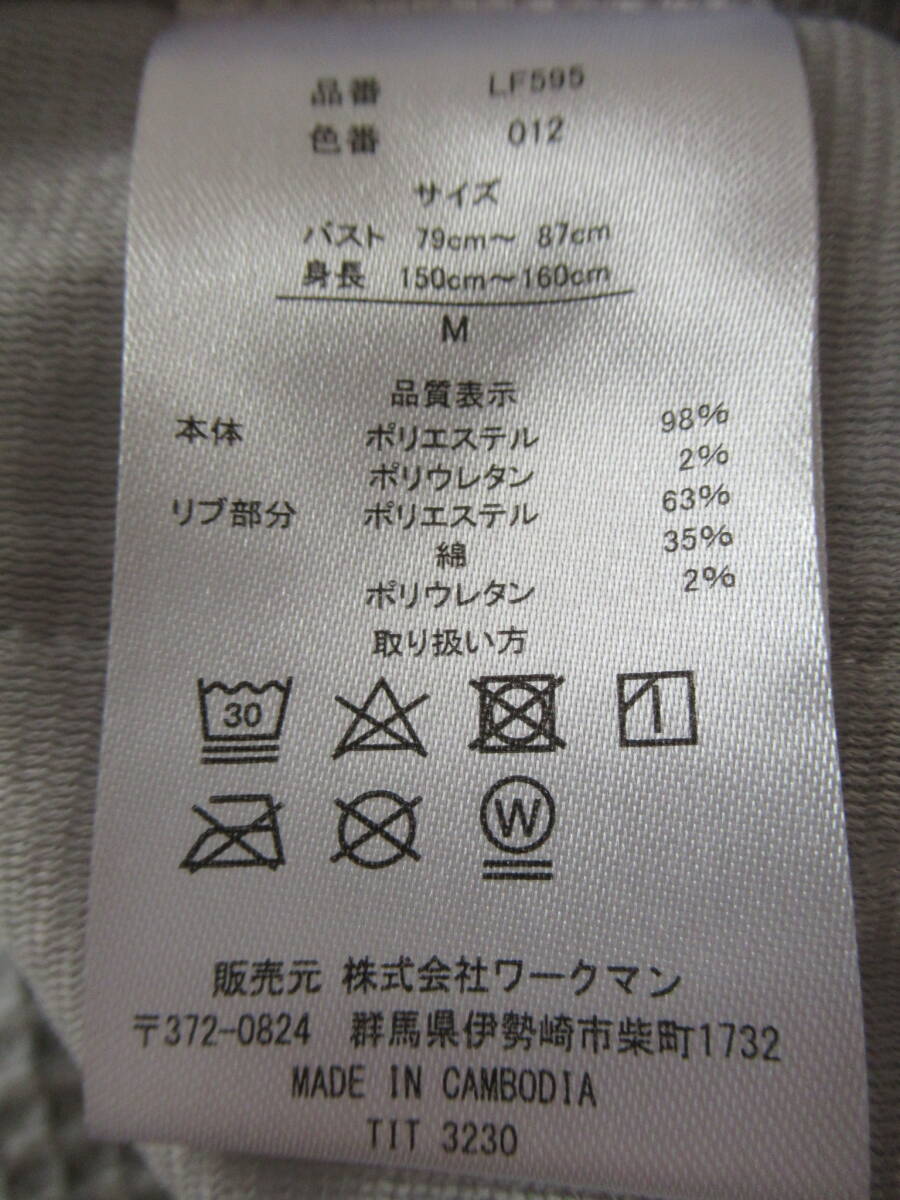 品番 LF595
色番 012
サイズ
バスト 79cm〜 87cm
身長 150cm〜160cm
M
品質表示
本体 ポリエステル 98%
ポリウレタン 2%
リブ部分 ポリエステル 63%
綿 35%
ポリウレタン 2%
取り扱い方
30
W
販売元 株式会社ワークマン
〒372-0824 群馬県伊勢崎市柴町1732
MADE IN CAMBODIA
TIT 3230